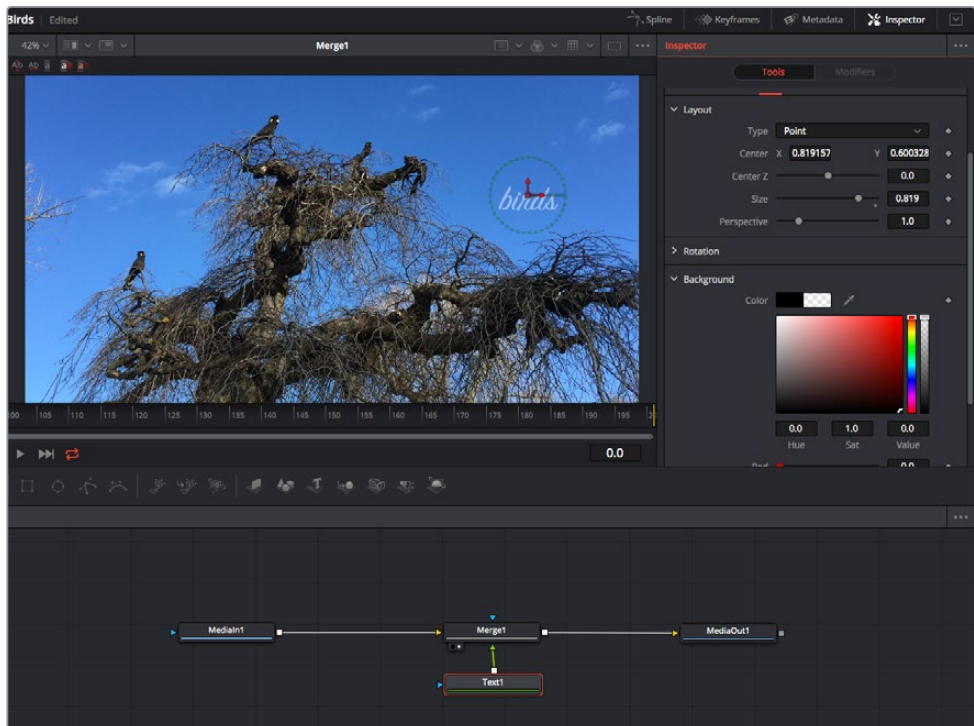 Birds Edited Spline Keyframes Metadata Inspector
42% Merge1 Inspector
Tools Modifiers
Layout
Type Point
Center X 0.819157 Y 0.600328
Center Z 0.0
Size 0.819
Perspective 1.0
Rotation
Background
Color
birds
100 105 110 115 120 125 130 135 140 145 150 155 160 165 170 175 180 185 190 195
0.0 1.0 0.0
Hue Sat Value
0.0
Red 0.0
MediaIn1 Merge1 MediaOut1
Text1